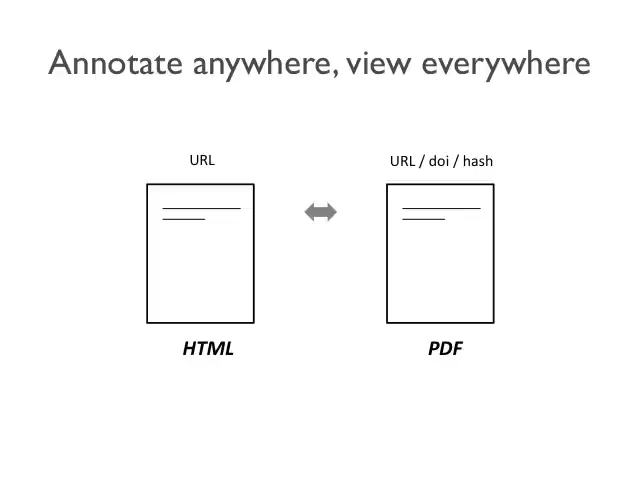 Annotate anywhere, view everywhere
URL
URL / doi / hash
HTML
PDF